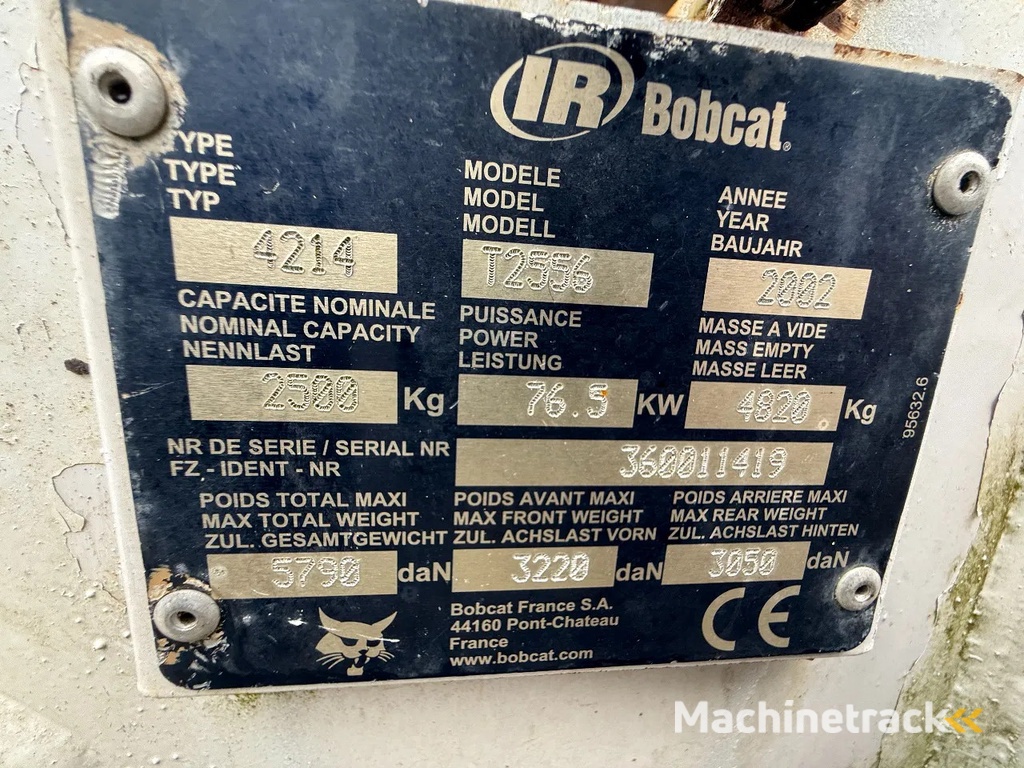 IR Bobcat®
TYPE
TYPE
TYP
4214
MODELE
MODEL
MODELL
T2556
ANNEE
YEAR
BAUJAHR
2002
CAPACITE NOMINALE
NOMINAL CAPACITY
NENNLAST
2500 Kg
PUISSANCE
POWER
LEISTUNG
76.5 KW
MASSE A VIDE
MASS EMPTY
MASSE LEER
4820 Kg
95632.6
NR DE SERIE / SERIAL NR
FZ - IDENT - NR
360011419
POIDS TOTAL MAXI
MAX TOTAL WEIGHT
ZUL. GESAMTGEWICHT
5790 daN
POIDS AVANT MAXI
MAX FRONT WEIGHT
ZUL. ACHSLAST VORN
3220 daN
POIDS ARRIERE MAXI
MAX REAR WEIGHT
ZUL. ACHSLAST HINTEN
3050 daN
Bobcat France S.A.
44160 Pont-Chateau
France
www.bobcat.com
CE
Machinetrack